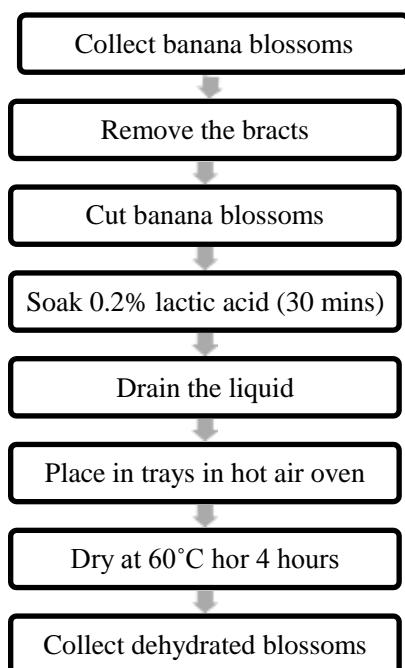 Collect banana blossoms
Remove the bracts
Cut banana blossoms
Soak 0.2% lactic acid (30 mins)
Drain the liquid
Place in trays in hot air oven
Dry at 60˚C hor 4 hours
Collect dehydrated blossoms